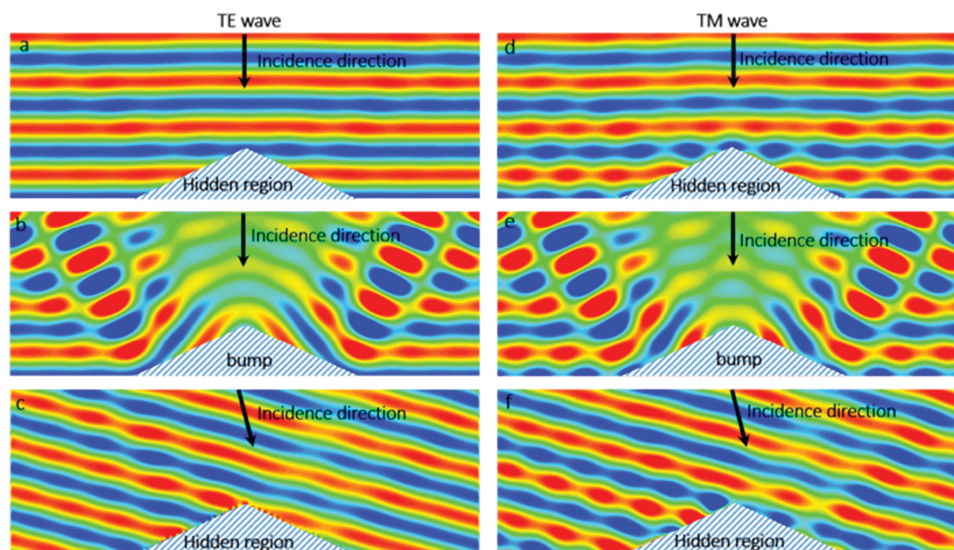 TE wave
TM wave
a
Incidence direction
Hidden region
d
Incidence direction
Hidden region
b
Incidence direction
bump
e
Incidence direction
bump
c
Incidence direction
Hidden region
f
Incidence direction
Hidden region